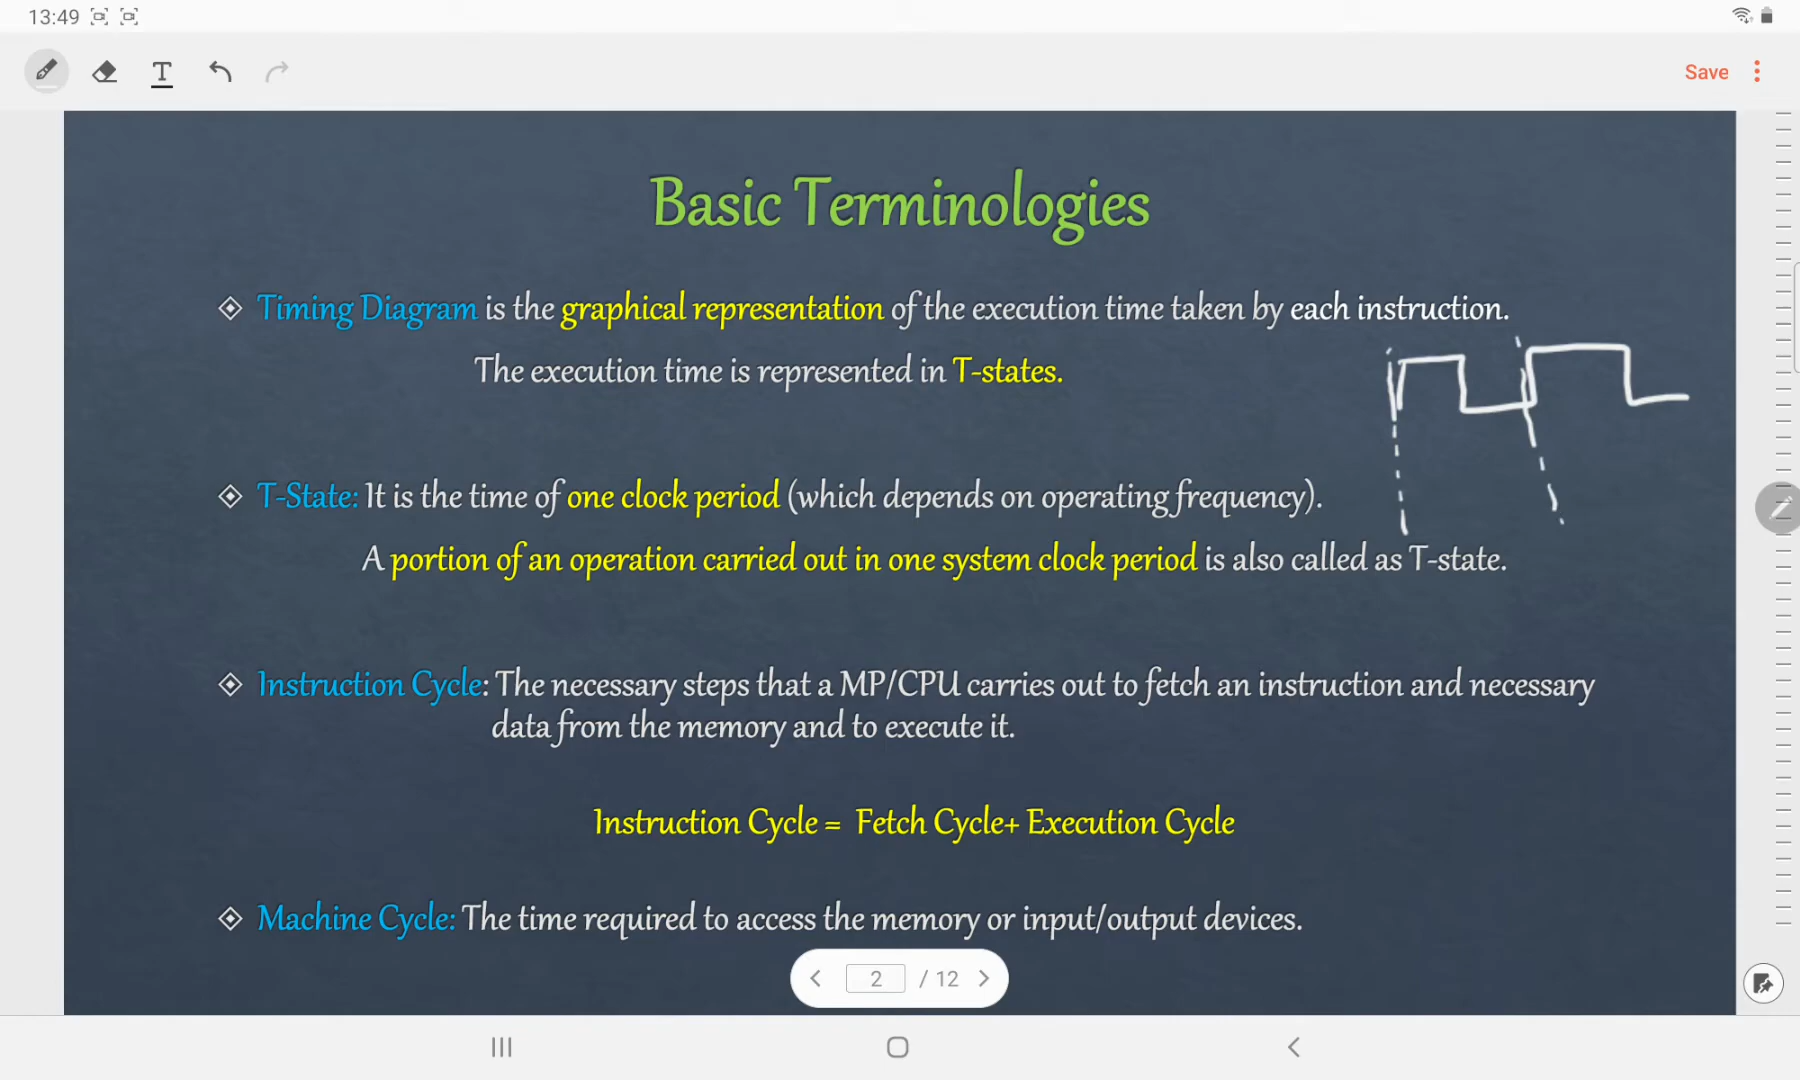 13:49
Save
Basic Terminologies
Timing Diagram is the graphical representation of the execution time taken by each instruction.
The execution time is represented in T-states.
T-State: It is the time of one clock period (which depends on operating frequency).
A portion of an operation carried out in one system clock period is also called as T-state.
Instruction Cycle: The necessary steps that a MP/CPU carries out to fetch an instruction and necessary
data from the memory and to execute it.
Instruction Cycle = Fetch Cycle+ Execution Cycle
Machine Cycle: The time required to access the memory or input/output devices.
2 / 12